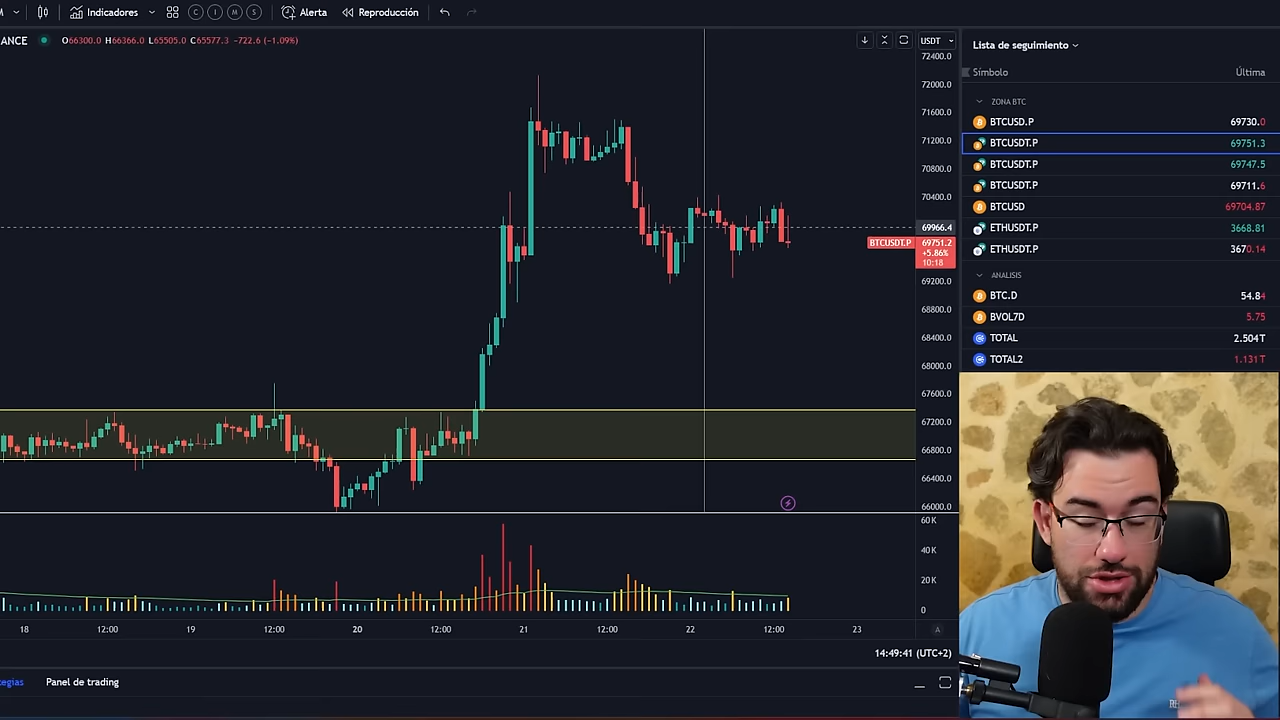 M Indicadores C I M S Alerta Reproducción
ANCE O66300.0 H66366.0 L65505.0 C65577.3 -722.6 (-1.09%)
USDT
72400.0
72000.0
71600.0
71200.0
70800.0
70400.0
69966.4
BTCUSDT.P 69751.2
+5.86%
10:18
69200.0
68800.0
68400.0
68000.0
67600.0
67200.0
66800.0
66400.0
66000.0
60 K
40 K
20 K
0
18 12:00 19 12:00 20 12:00 21 12:00 22 12:00 23 A
14:49:41 (UTC+2)
tegias Panel de trading
Lista de seguimiento
Símbolo Última
ZONA BTC
BTCUSD.P 69730.0
BTCUSDT.P 69751.3
BTCUSDT.P 69747.5
BTCUSDT.P 69711.6
BTCUSD 69704.87
ETHUSDT.P 3668.81
ETHUSDT.P 3670.14
ANALISIS
BTC.D 54.84
BVOL7D 5.75
TOTAL 2.504T
TOTAL2 1.131T